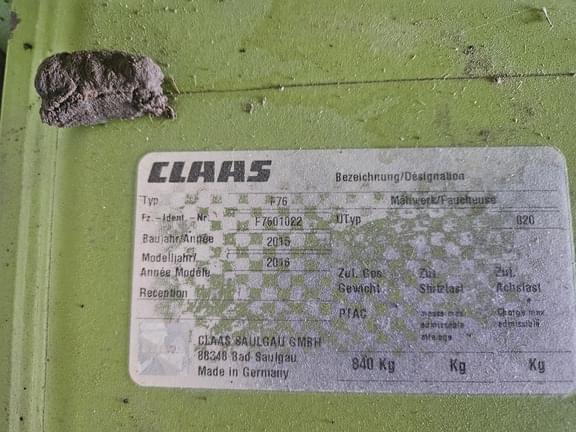 CLAAS
Bezeichnung/Désignation
Typ F76 Mähwerk/Faucheuse
Fz.-Ident.-Nr. F7601022 UTyp 020
Baujahr/Année 2015
Modelljahr/ 2016
Année Modèle
Zul. Ges. Zul. Zul.
Gewicht Stützlast Achslast
Reception
PTAC masse max Charge max
admissible admissible
CLAAS SAULGAU GMBH
88348 Bad Saulgau
Made in Germany
840 Kg Kg Kg